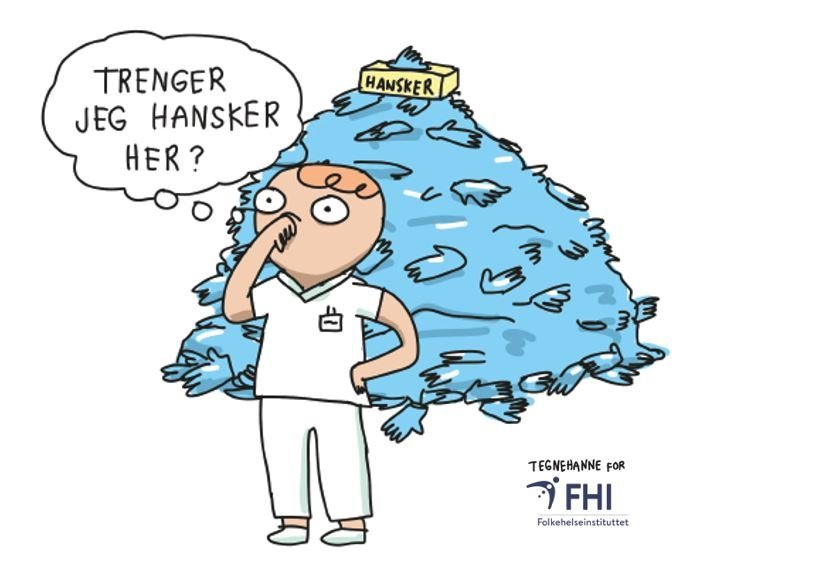 TRENGER
JEG HANSKER
HER?
HANSKER
TEGNEHANNE FOR
FHI
Folkehelseinstituttet